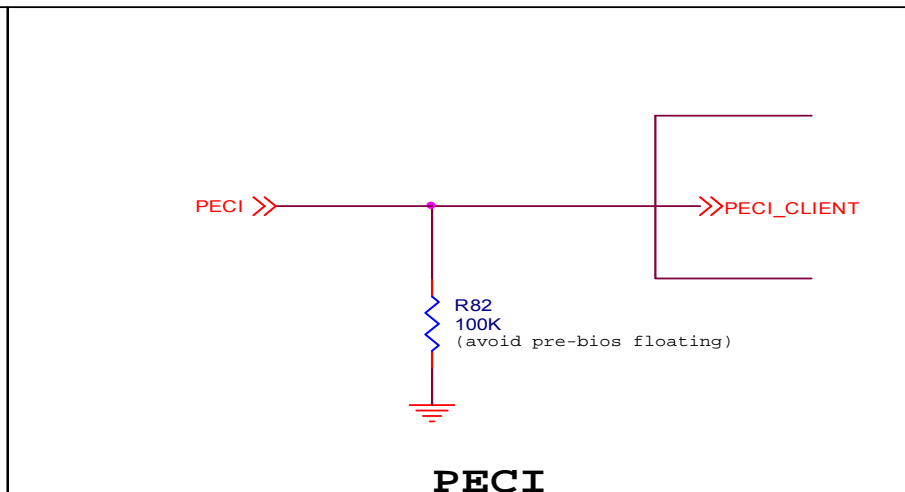 PECI
PECI_CLIENT
R82
100K
(avoid pre-bios floating)
PECI